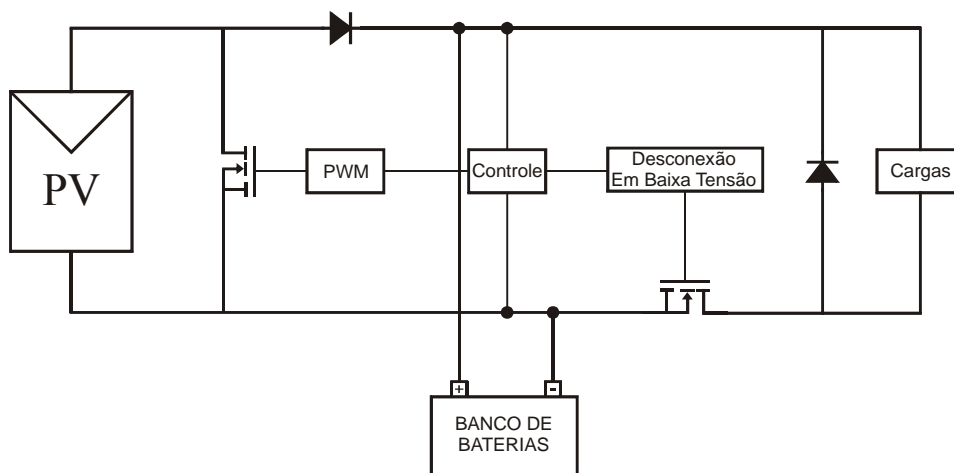 PV
PWM
Controle
Desconexão
Em Baixa Tensão
Cargas
+
-
BANCO DE
BATERIAS